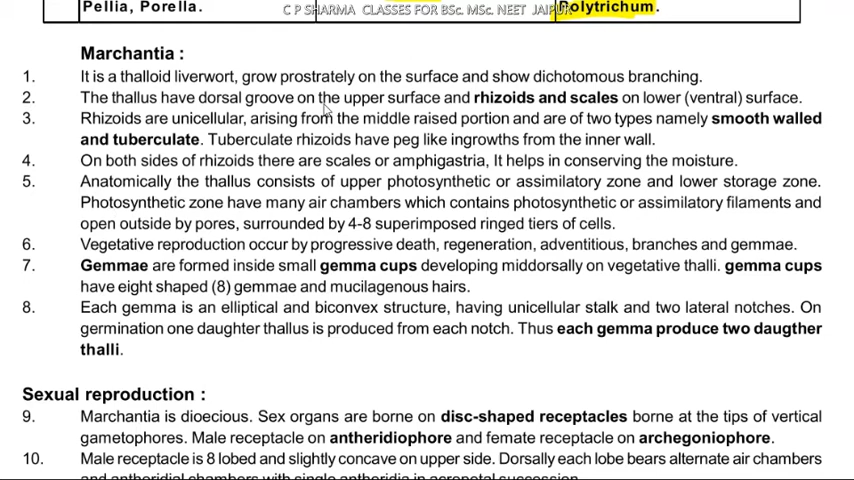 Pellia, Porella.
Polytrichum.
C P SHARMA CLASSES FOR BSc. MSc. NEET JAIPUR
Marchantia :
1. It is a thalloid liverwort, grow prostrately on the surface and show dichotomous branching.
2. The thallus have dorsal groove on the upper surface and rhizoids and scales on lower (ventral) surface.
3. Rhizoids are unicellular, arising from the middle raised portion and are of two types namely smooth walled
and tuberculate. Tuberculate rhizoids have peg like ingrowths from the inner wall.
4. On both sides of rhizoids there are scales or amphigastria, It helps in conserving the moisture.
5. Anatomically the thallus consists of upper photosynthetic or assimilatory zone and lower storage zone.
Photosynthetic zone have many air chambers which contains photosynthetic or assimilatory filaments and
open outside by pores, surrounded by 4-8 superimposed ringed tiers of cells.
6. Vegetative reproduction occur by progressive death, regeneration, adventitious, branches and gemmae.
7. Gemmae are formed inside small gemma cups developing middorsally on vegetative thalli. gemma cups
have eight shaped (8) gemmae and mucilagenous hairs.
8. Each gemma is an elliptical and biconvex structure, having unicellular stalk and two lateral notches. On
germination one daughter thallus is produced from each notch. Thus each gemma produce two daugther
thalli.
Sexual reproduction :
9. Marchantia is dioecious. Sex organs are borne on disc-shaped receptacles borne at the tips of vertical
gametophores. Male receptacle on antheridiophore and femate receptacle on archegoniophore.
10. Male receptacle is 8 lobed and slightly concave on upper side. Dorsally each lobe bears alternate air chambers
and antheridial chambers with single antheridia in acropetal succession.